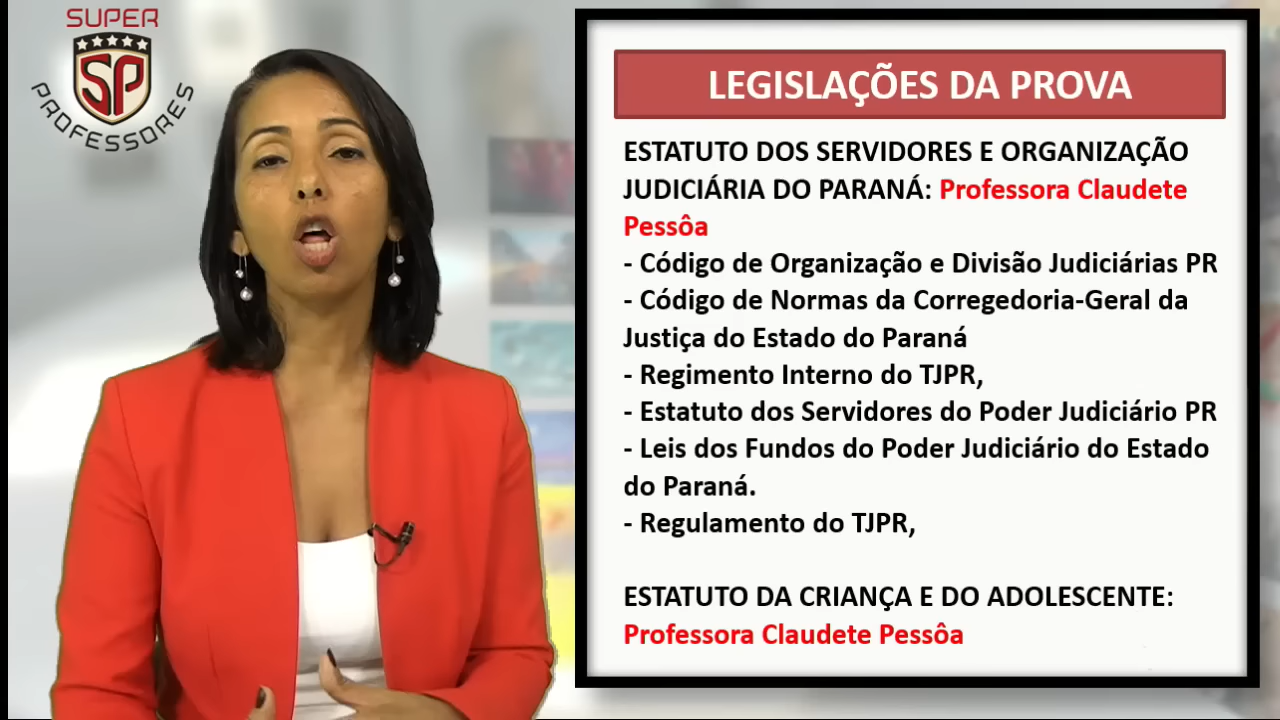 SUPER
SP
PROFESSORES
LEGISLAÇÕES DA PROVA
ESTATUTO DOS SERVIDORES E ORGANIZAÇÃO
JUDICIÁRIA DO PARANÁ: Professora Claudete
Pessôa
- Código de Organização e Divisão Judiciárias PR
- Código de Normas da Corregedoria-Geral da
Justiça do Estado do Paraná
- Regimento Interno do TJPR,
- Estatuto dos Servidores do Poder Judiciário PR
- Leis dos Fundos do Poder Judiciário do Estado
do Paraná.
- Regulamento do TJPR,
ESTATUTO DA CRIANÇA E DO ADOLESCENTE:
Professora Claudete Pessôa